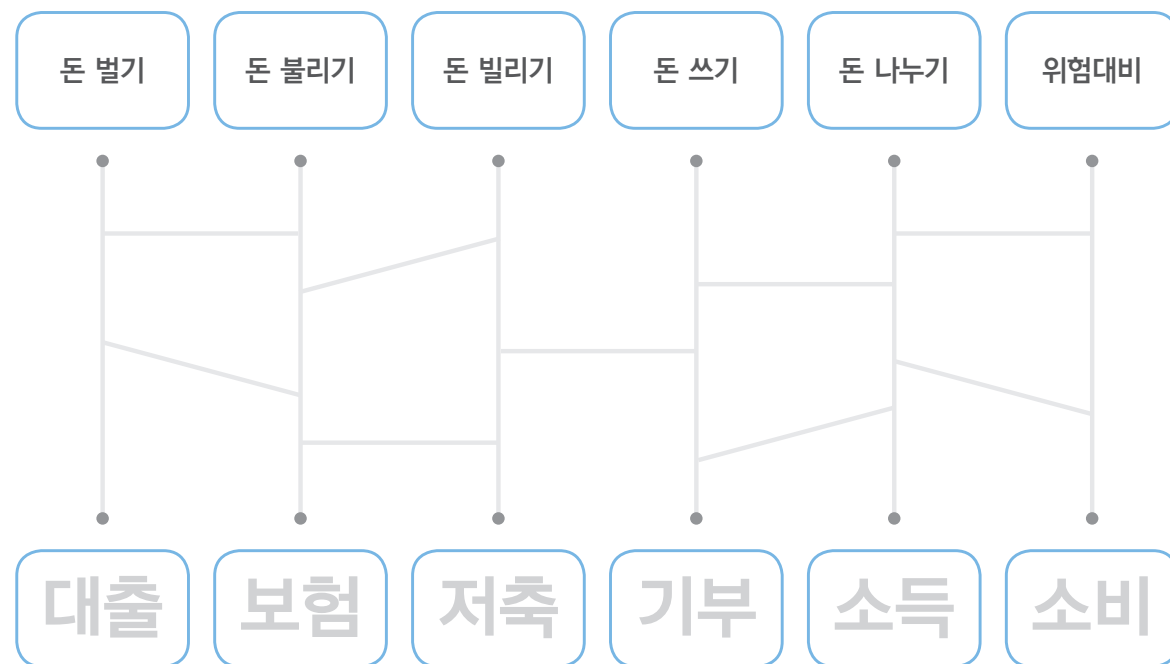 돈 벌기 돈 불리기 돈 빌리기 돈 쓰기 돈 나누기 위험대비
대출 보험 저축 기부 소득 소비